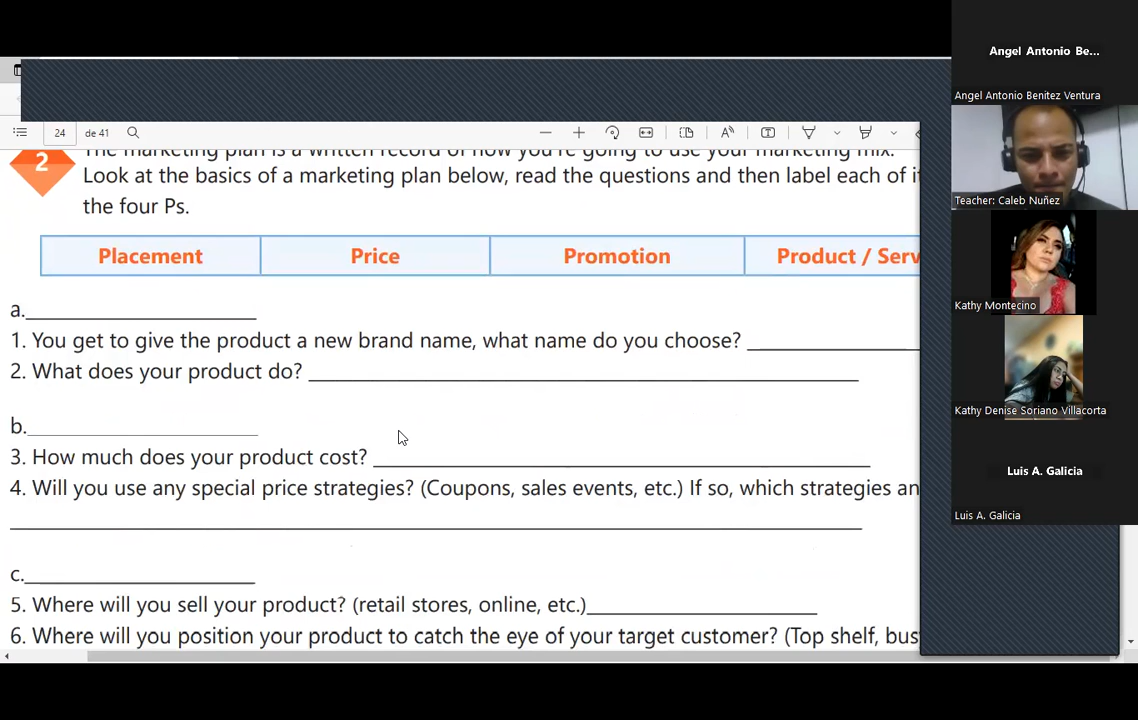 24 de 41
2
The marketing plan is a written record of how you're going to use your marketing mix.
Look at the basics of a marketing plan below, read the questions and then label each of
the four Ps.
Placement Price Promotion Product / Serv
a.
1. You get to give the product a new brand name, what name do you choose?
2. What does your product do?
b.
3. How much does your product cost?
4. Will you use any special price strategies? (Coupons, sales events, etc.) If so, which strategies an
c.
5. Where will you sell your product? (retail stores, online, etc.)
6. Where will you position your product to catch the eye of your target customer? (Top shelf, bus
Angel Antonio Be...
Angel Antonio Benitez Ventura
Teacher: Caleb Nuñez
Kathy Montecino
Kathy Denise Soriano Villacorta
Luis A. Galicia
Luis A. Galicia